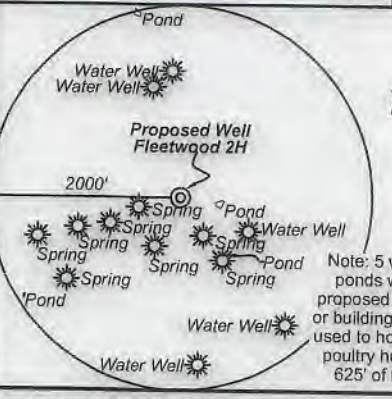 Pond
Water Well
Water Well
Proposed Well
Fleetwood 2H
2000'
Spring
Pond
Spring
Water Well
Spring
Spring
Spring
Spring
Pond
Spring
Spring
Spring
Pond
Water Well
Water Well
Note: 5
ponds
proposed
or building
used to
poultry
625' of